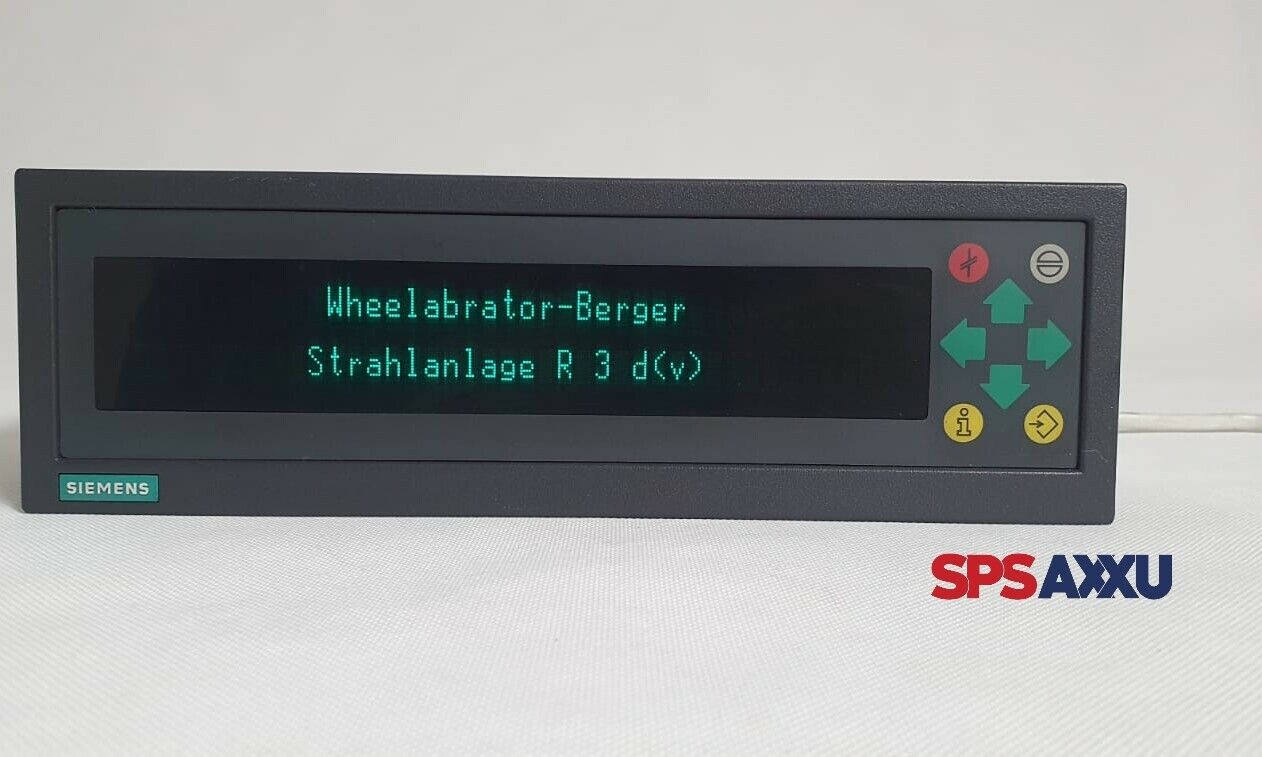 Wheelabrator-Berger
Strahlanlage R 3 d(v)
SIEMENS
SPSAXXU